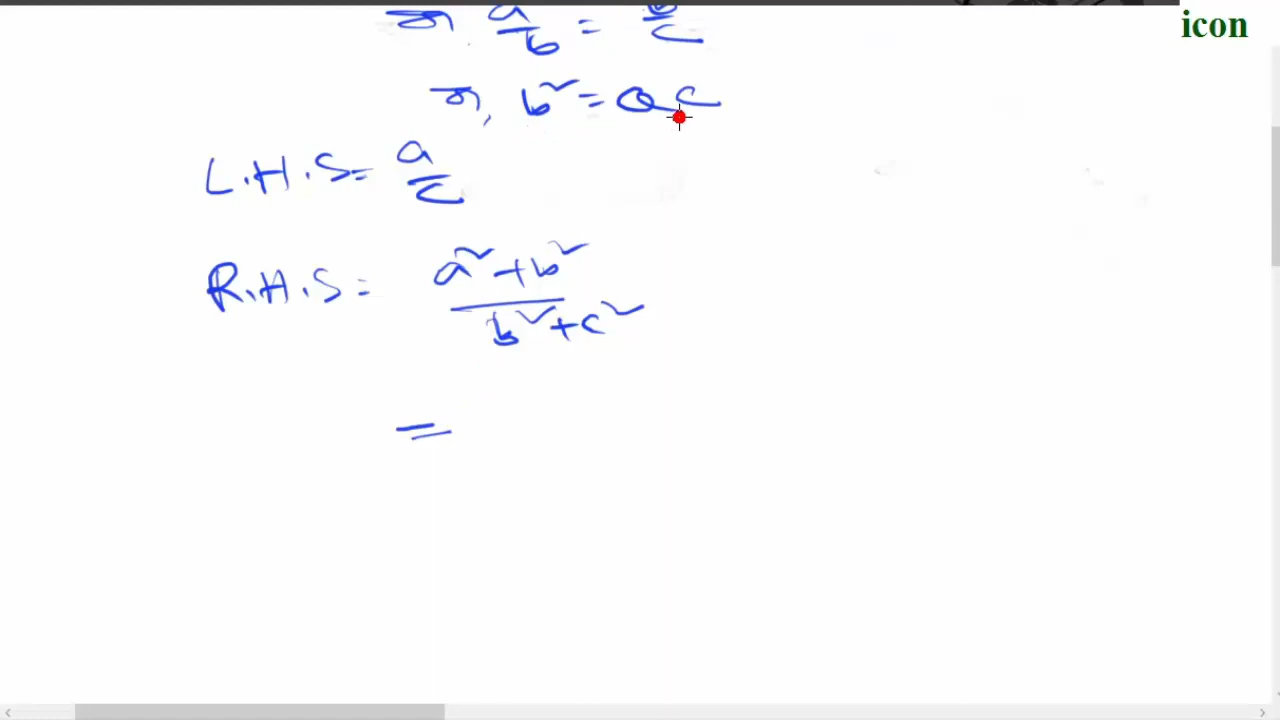 icon
বা, a/b = b/c
বা, b² = ac
L.H.S = a/c
R.H.S = a²+b² / b²+c²
=